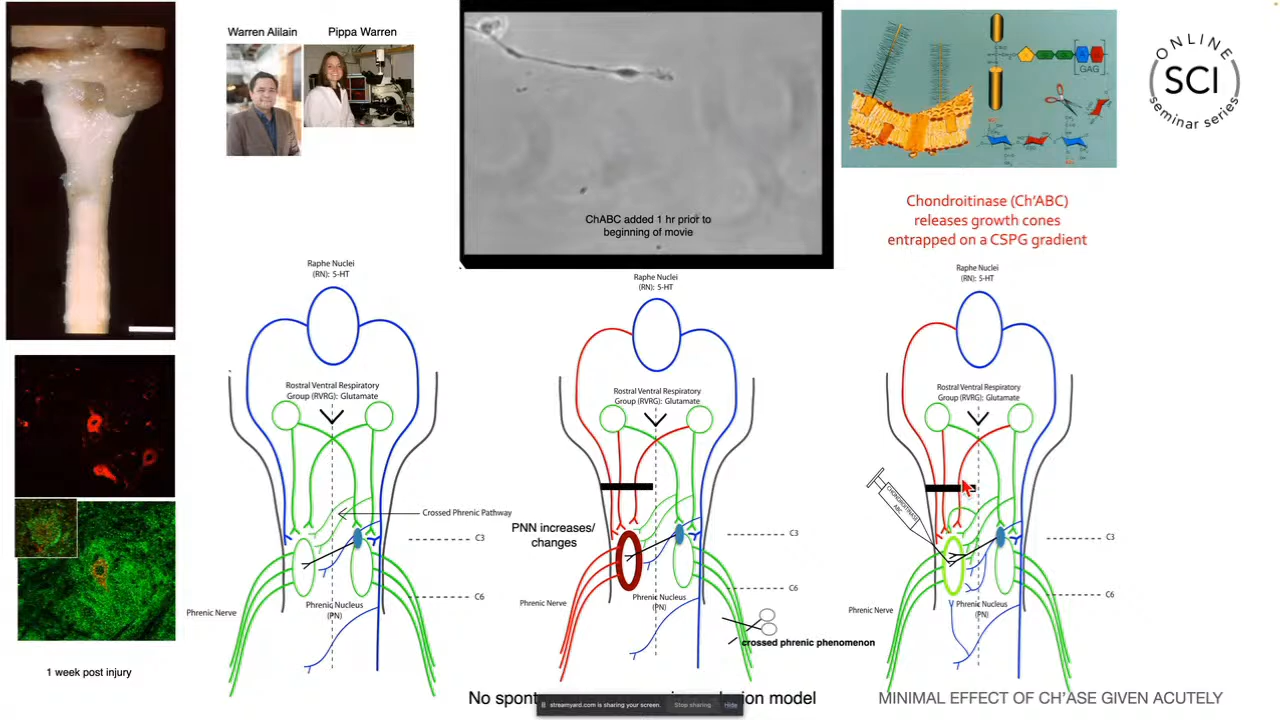 Warren Alilain
Pippa Warren
ChABC added 1 hr prior to
beginning of movie
GAG
ONLINE
SCI
seminar series
Chondroitinase (Ch'ABC)
releases growth cones
entrapped on a CSPG gradient
Raphe Nuclei
(RN): 5-HT
Rostral Ventral Respiratory
Group (RVRG): Glutamate
Crossed Phrenic Pathway
C3
C6
Phrenic Nerve
Phrenic Nucleus
(PN)
Raphe Nuclei
(RN): 5-HT
Rostral Ventral Respiratory
Group (RVRG): Glutamate
PNN increases/
changes
C3
C6
Phrenic Nerve
Phrenic Nucleus
(PN)
crossed phrenic phenomenon
Raphe Nuclei
(RN): 5-HT
Rostral Ventral Respiratory
Group (RVRG): Glutamate
CHONDROITINASE
ABC
C3
C6
Phrenic Nerve
Phrenic Nucleus
(PN)
1 week post injury
No spont
model
streamyard.com is sharing your screen.
Stop sharing
Hide
MINIMAL EFFECT OF CH'ASE GIVEN ACUTELY